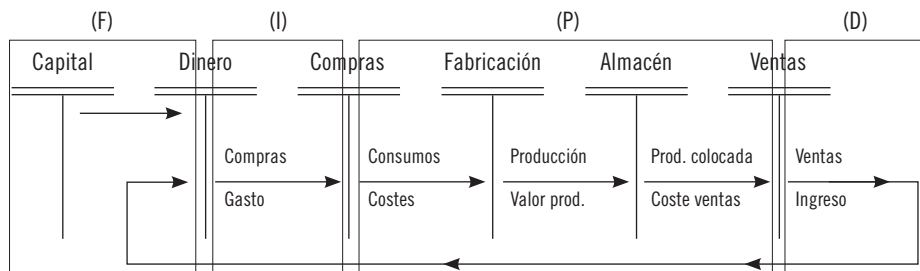 (F) (I) (P) (D)
Capital Dinero Compras Fabricación Almacén Ventas
Compras Consumos Producción Prod. colocada Ventas
Gasto Costes Valor prod. Coste ventas Ingreso